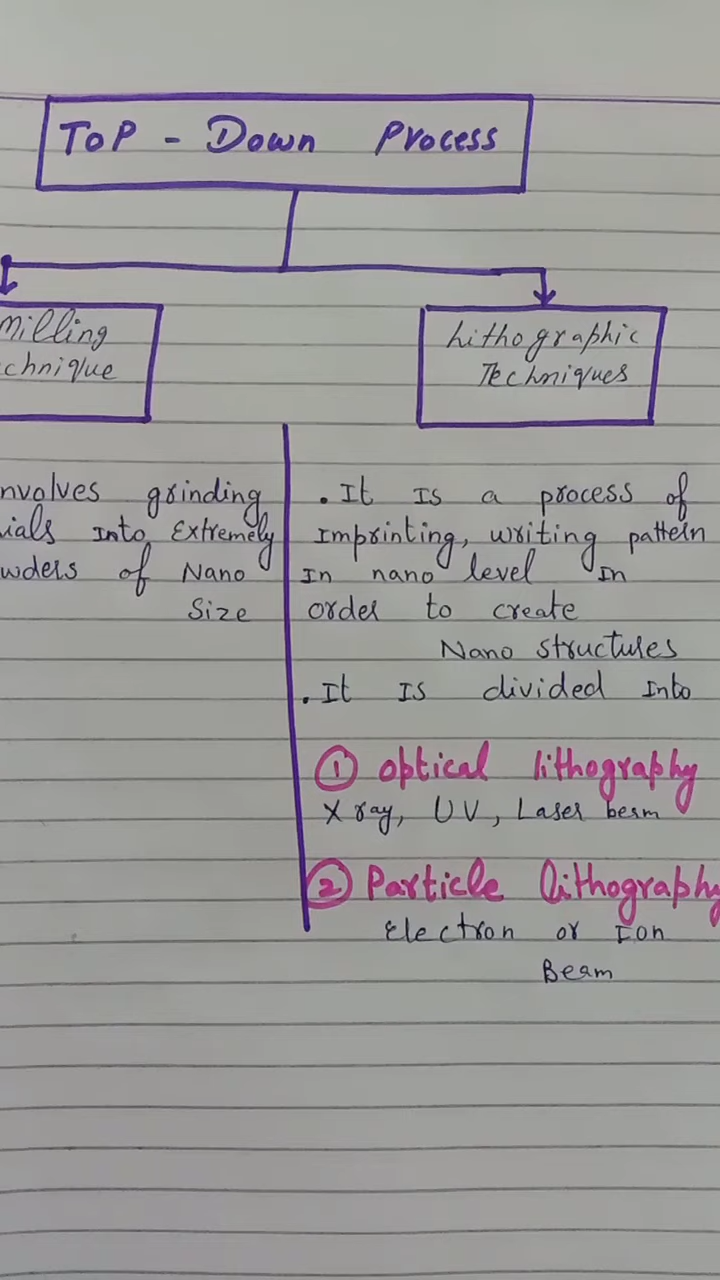 ToP - Down Process
Milling
chnique
Lithographic
Techniques
nvolves grinding
ials Into Extremely
wders of Nano
Size
. It Is a process of
Imprinting, writing pattern
In nano level In
order to create
Nano structures
. It Is divided Into
① optical lithography
X ray, UV, Laser beam
② Particle lithography
Electron or Ion
Beam